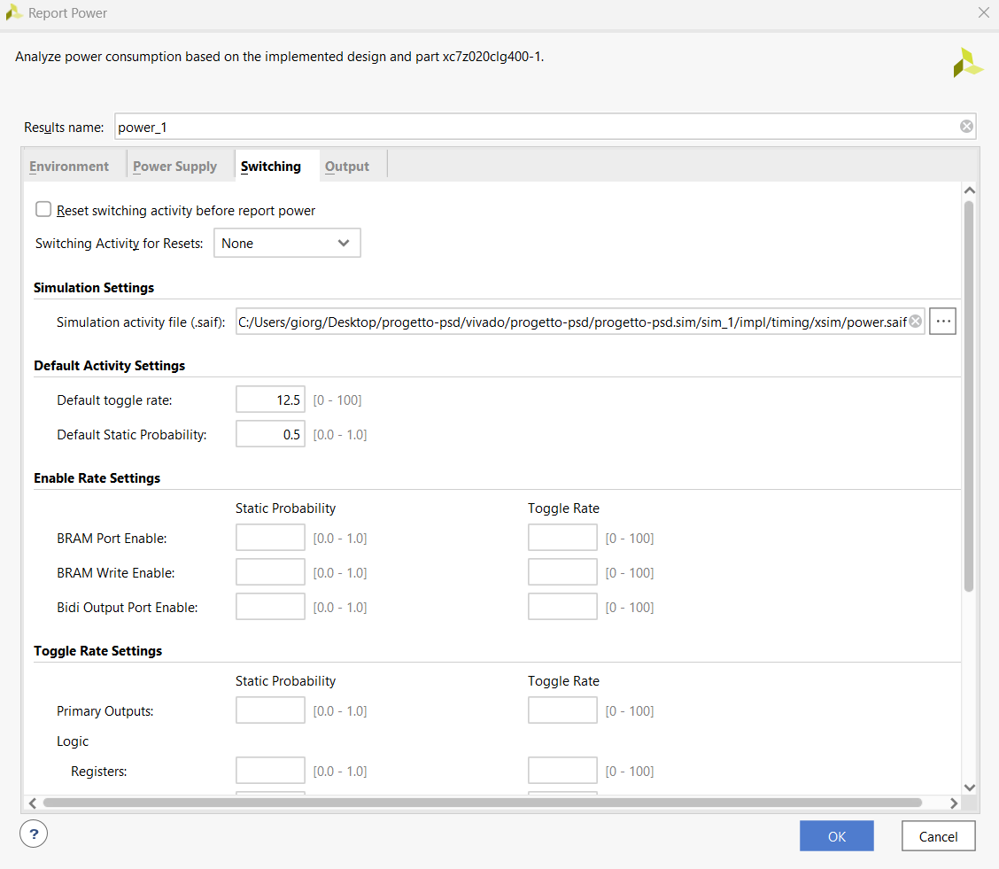 Report Power
Analyze power consumption based on the implemented design and part xc7z020clg400-1.
Results name: power_1
Environment Power Supply Switching Output
Reset switching activity before report power
Switching Activity for Resets: None
Simulation Settings
Simulation activity file (.saif): C:/Users/giorg/Desktop/progetto-psd/vivado/progetto-psd/progetto-psd.sim/sim_1/impl/timing/xsim/power.saif ...
Default Activity Settings
Default toggle rate: 12.5 [0 - 100]
Default Static Probability: 0.5 [0.0 - 1.0]
Enable Rate Settings
Static Probability Toggle Rate
BRAM Port Enable: [0.0 - 1.0] [0 - 100]
BRAM Write Enable: [0.0 - 1.0] [0 - 100]
Bidi Output Port Enable: [0.0 - 1.0] [0 - 100]
Toggle Rate Settings
Static Probability Toggle Rate
Primary Outputs: [0.0 - 1.0] [0 - 100]
Logic
Registers: [0.0 - 1.0] [0 - 100]
? OK Cancel